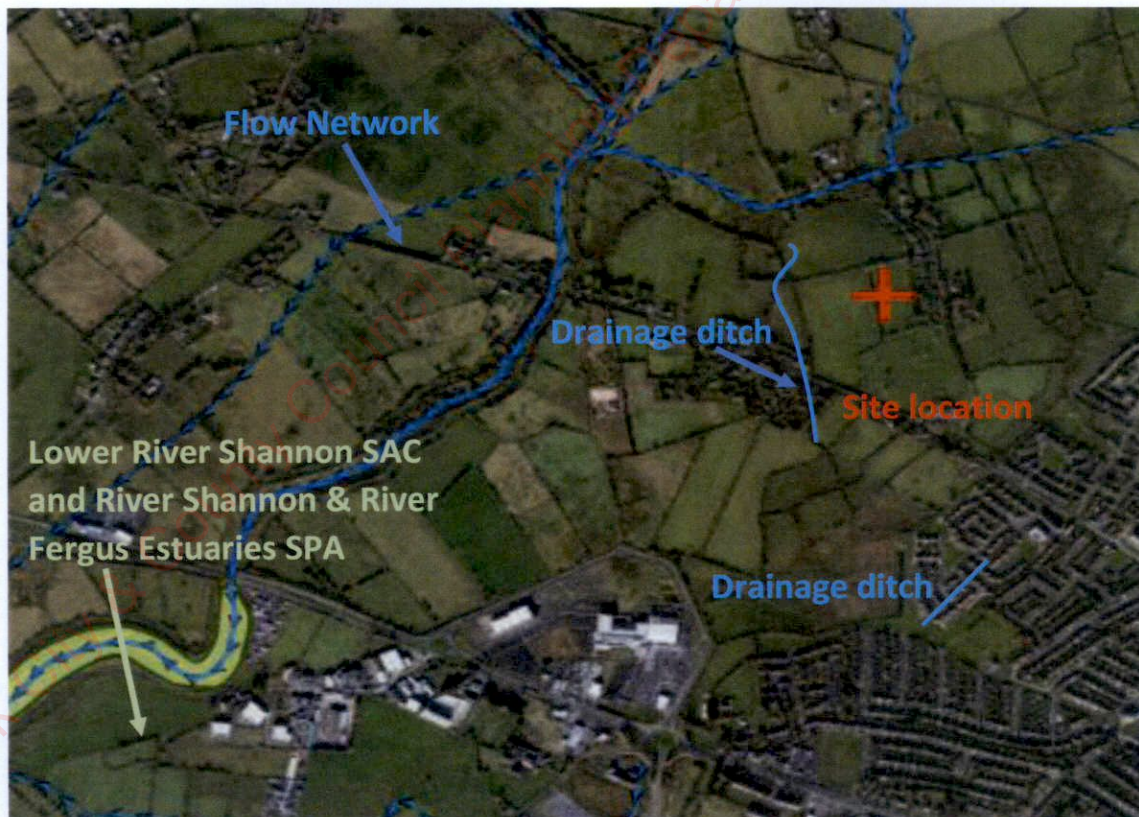 Flow Network
Drainage ditch
Site location
Lower River Shannon SAC
and River Shannon & River
Fergus Estuaries SPA
Drainage ditch